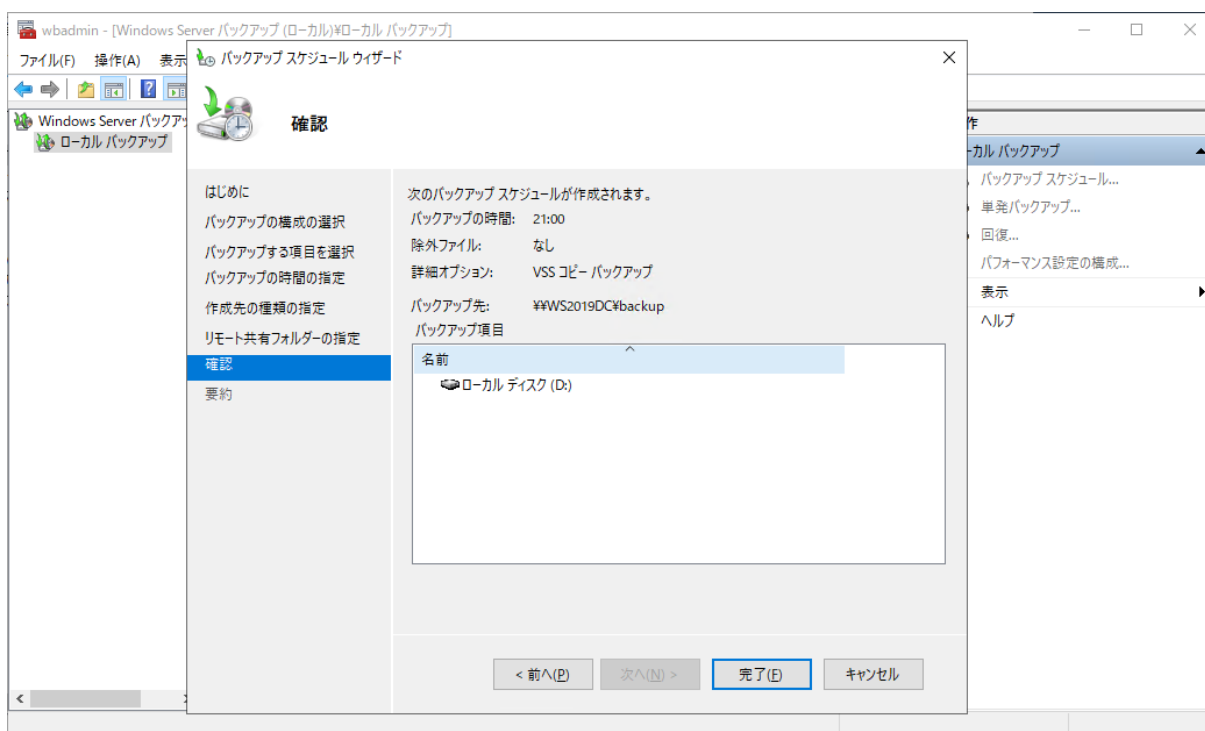 wbadmin - [Windows Server バックアップ (ローカル)¥ローカル バックアップ]
ファイル(F) 操作(A) 表示
Windows Server バックアッ
ローカル バックアップ
バックアップ スケジュール ウィザード
確認
はじめに
バックアップの構成の選択
バックアップする項目を選択
バックアップの時間の指定
作成先の種類の指定
リモート共有フォルダーの指定
確認
要約
次のバックアップ スケジュールが作成されます。
バックアップの時間: 21:00
除外ファイル: なし
詳細オプション: VSS コピー バックアップ
バックアップ先: ¥¥WS2019DC¥backup
バックアップ項目
名前
ローカル ディスク (D:)
< 前へ(P) 次へ(N) > 完了(F) キャンセル
作
ーカル バックアップ
バックアップ スケジュール...
単発バックアップ...
回復...
パフォーマンス設定の構成...
表示
ヘルプ